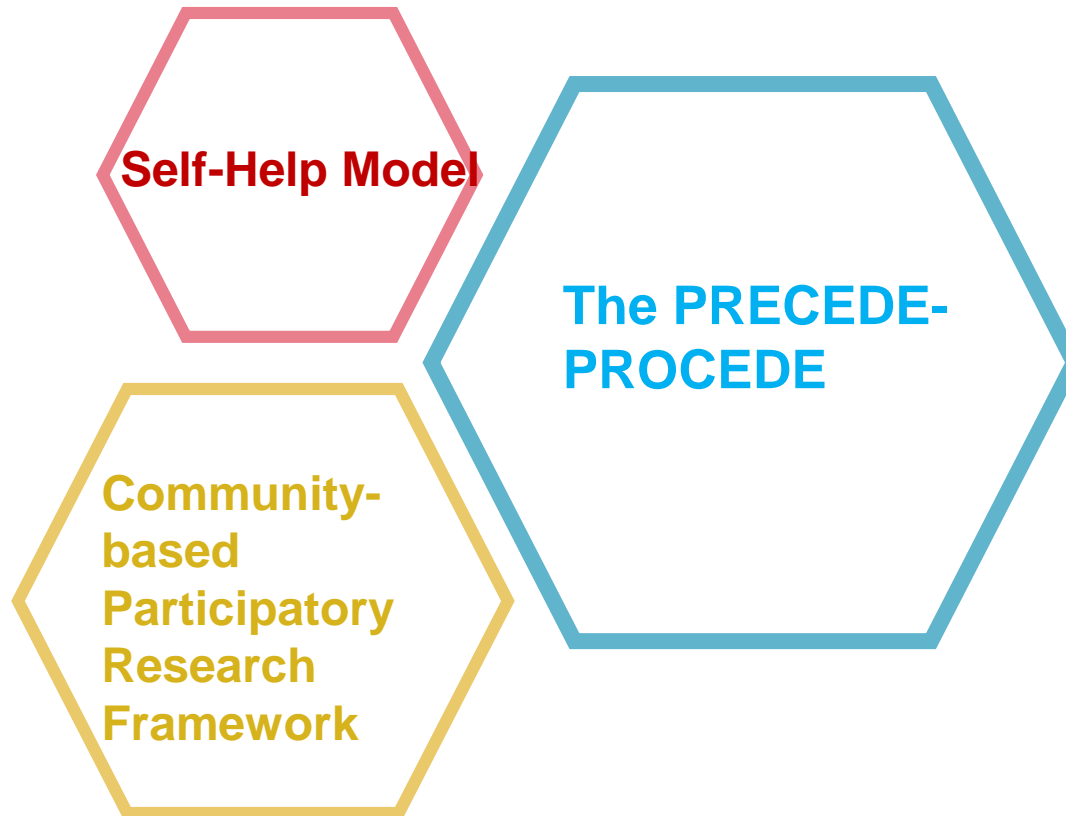 Self-Help Model
The PRECEDE-
PROCEDE
Community-
based
Participatory
Research
Framework